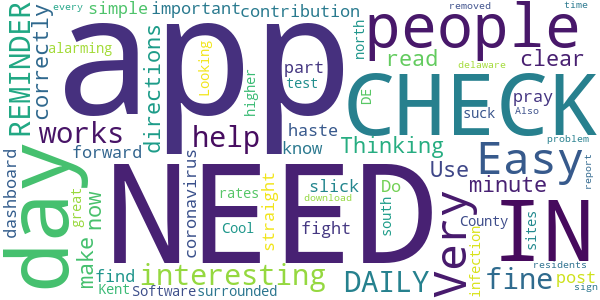 every
removed
time
simple
important
contribution
alarming
REMINDER
correctly
directions
Looking
app
people
north
read
clear
higher
part
test
DE
delaware
CHECK
suck
pray
Also
works
help
haste
know
Thinking
problem
forward
day
dashboard
great
now
make
NEED
coronavirus
rates
Cool
straight
slick
download
fight
Do
south
Use
Easy
minute
Very
County
IN
sites
report
residents
infection
fine
post
sign
find
Kent
interesting
Software
surrounded
DAILY